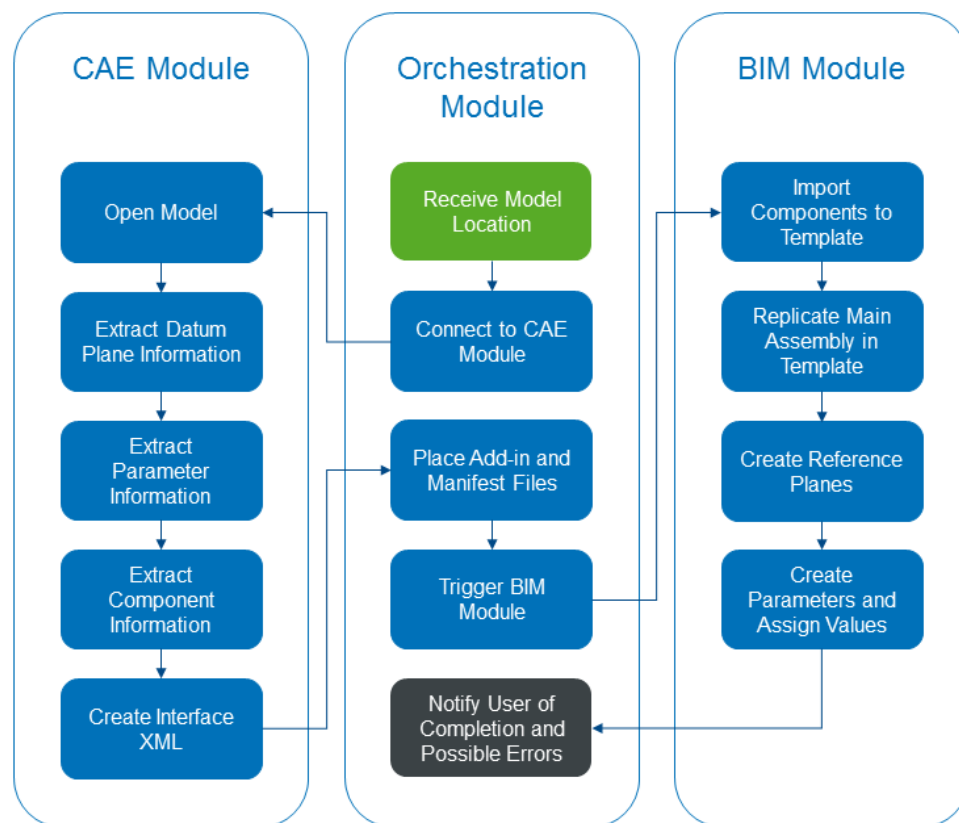 CAE Module
Open Model
Extract Datum
Plane Information
Extract
Parameter
Information
Extract
Component
Information
Create Interface
XML
Orchestration
Module
Receive Model
Location
Connect to CAE
Module
Place Add-in and
Manifest Files
Trigger BIM
Module
Notify User of
Completion and
Possible Errors
BIM Module
Import
Components to
Template
Replicate Main
Assembly in
Template
Create Reference
Planes
Create
Parameters and
Assign Values